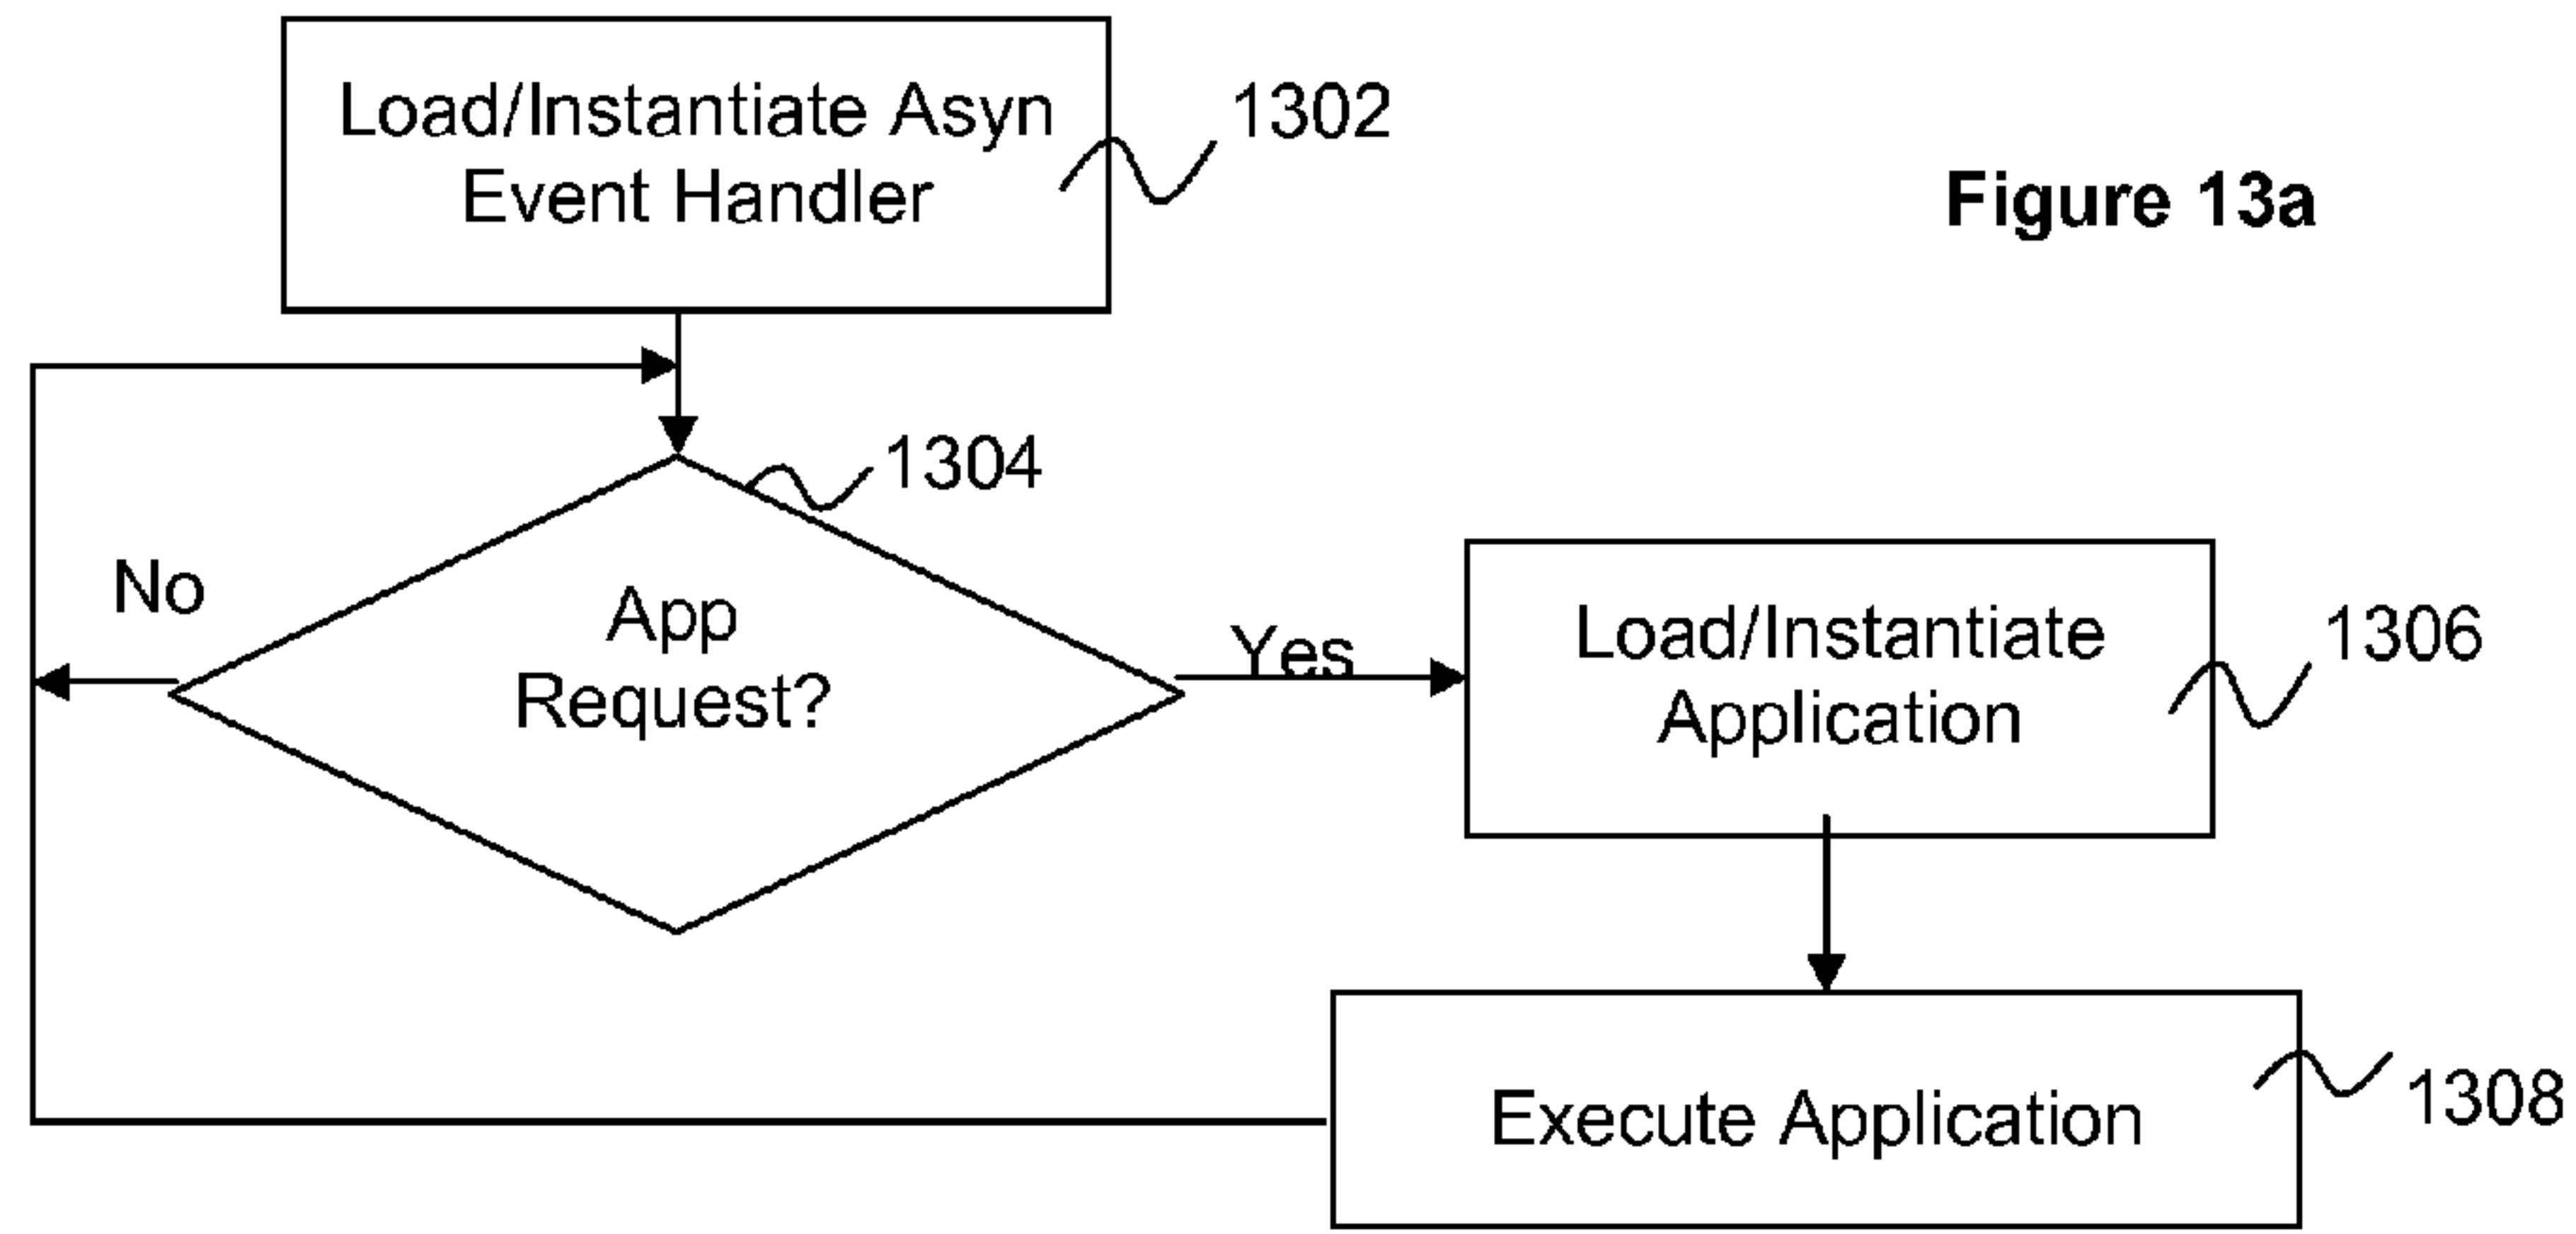 Load/Instantiate Asyn
Event Handler
1302
Figure 13a
1304
No
App
Request?
Yes
Load/Instantiate
Application
1306
Execute Application
1308